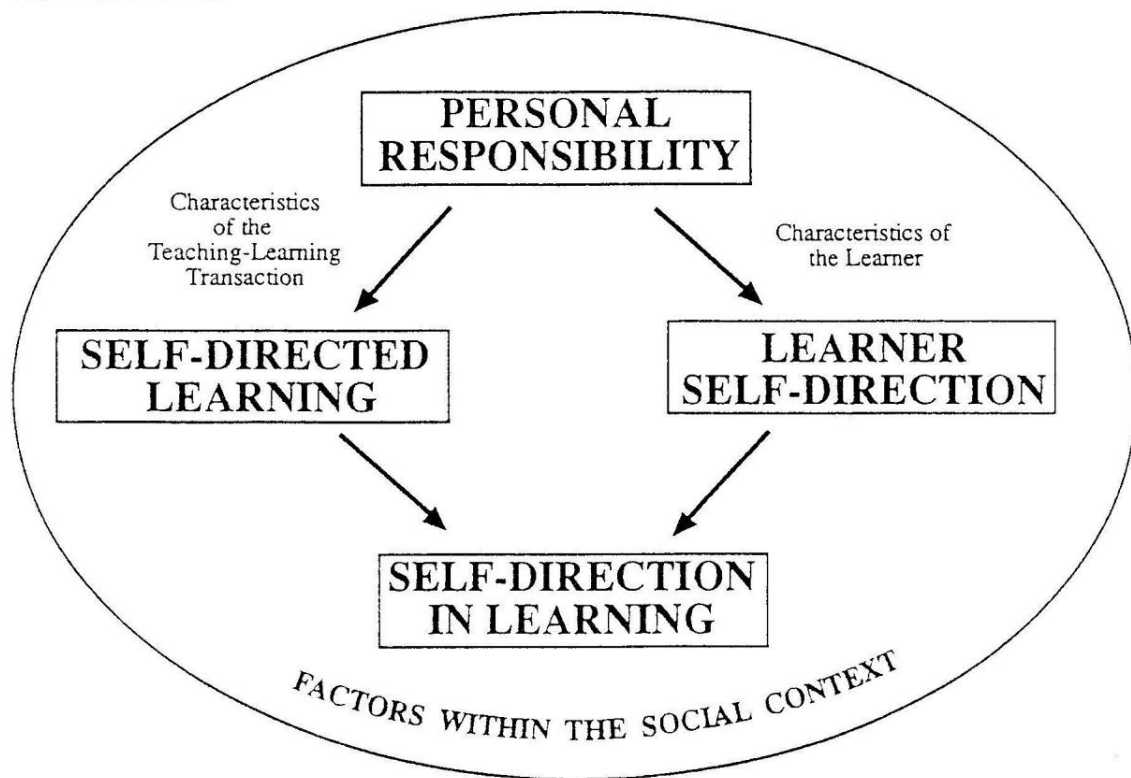 PERSONAL
RESPONSIBILITY
Characteristics
of the
Teaching-Learning
Transaction
Characteristics of
the Learner
SELF-DIRECTED
LEARNING
LEARNER
SELF-DIRECTION
SELF-DIRECTION
IN LEARNING
FACTORS WITHIN THE SOCIAL CONTEXT